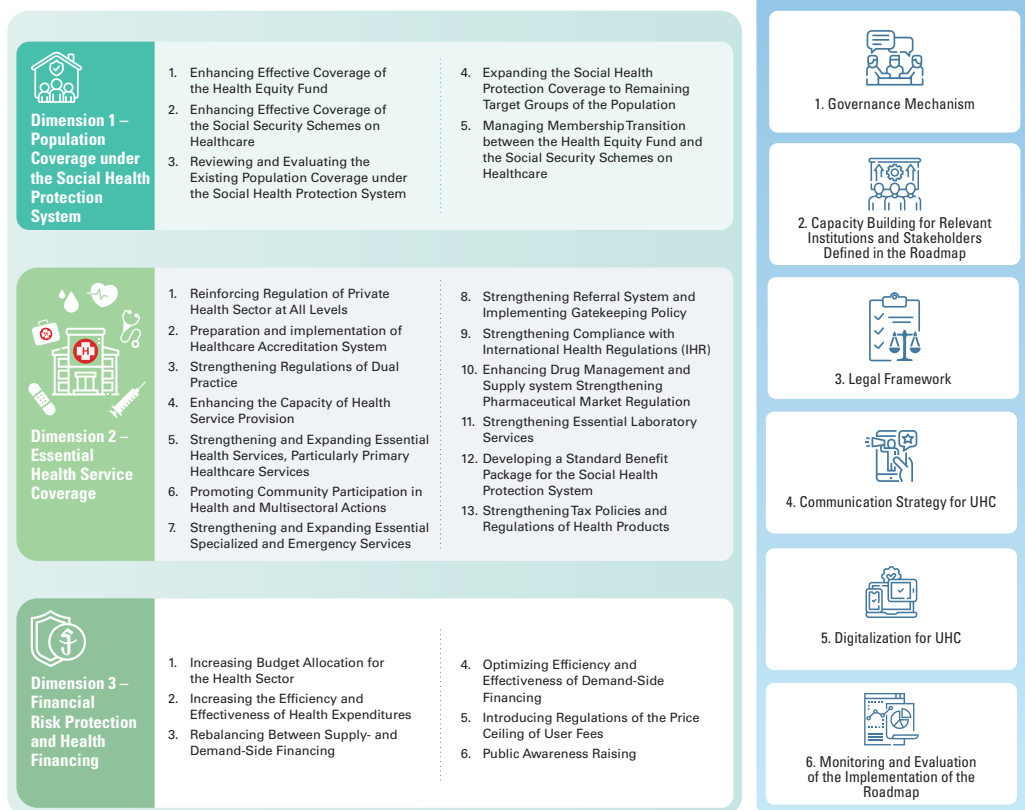 Dimension 1 –
Population
Coverage under
the Social Health
Protection
System
1. Enhancing Effective Coverage of
the Health Equity Fund
2. Enhancing Effective Coverage of
the Social Security Schemes on
Healthcare
3. Reviewing and Evaluating the
Existing Population Coverage under
the Social Health Protection System
4. Expanding the Social Health
Protection Coverage to Remaining
Target Groups of the Population
5. Managing Membership Transition
between the Health Equity Fund and
the Social Security Schemes on
Healthcare
H
Dimension 2 –
Essential
Health Service
Coverage
1. Reinforcing Regulation of Private
Health Sector at All Levels
2. Preparation and implementation of
Healthcare Accreditation System
3. Strengthening Regulations of Dual
Practice
4. Enhancing the Capacity of Health
Service Provision
5. Strengthening and Expanding Essential
Health Services, Particularly Primary
Healthcare Services
6. Promoting Community Participation in
Health and Multisectoral Actions
7. Strengthening and Expanding Essential
Specialized and Emergency Services
8. Strengthening Referral System and
Implementing Gatekeeping Policy
9. Strengthening Compliance with
International Health Regulations (IHR)
10. Enhancing Drug Management and
Supply system Strengthening
Pharmaceutical Market Regulation
11. Strengthening Essential Laboratory
Services
12. Developing a Standard Benefit
Package for the Social Health
Protection System
13. Strengthening Tax Policies and
Regulations of Health Products
Dimension 3 –
Financial
Risk Protection
and Health
Financing
1. Increasing Budget Allocation for
the Health Sector
2. Increasing the Efficiency and
Effectiveness of Health Expenditures
3. Rebalancing Between Supply- and
Demand-Side Financing
4. Optimizing Efficiency and
Effectiveness of Demand-Side
Financing
5. Introducing Regulations of the Price
Ceiling of User Fees
6. Public Awareness Raising
1. Governance Mechanism
2. Capacity Building for Relevant
Institutions and Stakeholders
Defined in the Roadmap
3. Legal Framework
4. Communication Strategy for UHC
5. Digitalization for UHC
6. Monitoring and Evaluation
of the Implementation of the
Roadmap